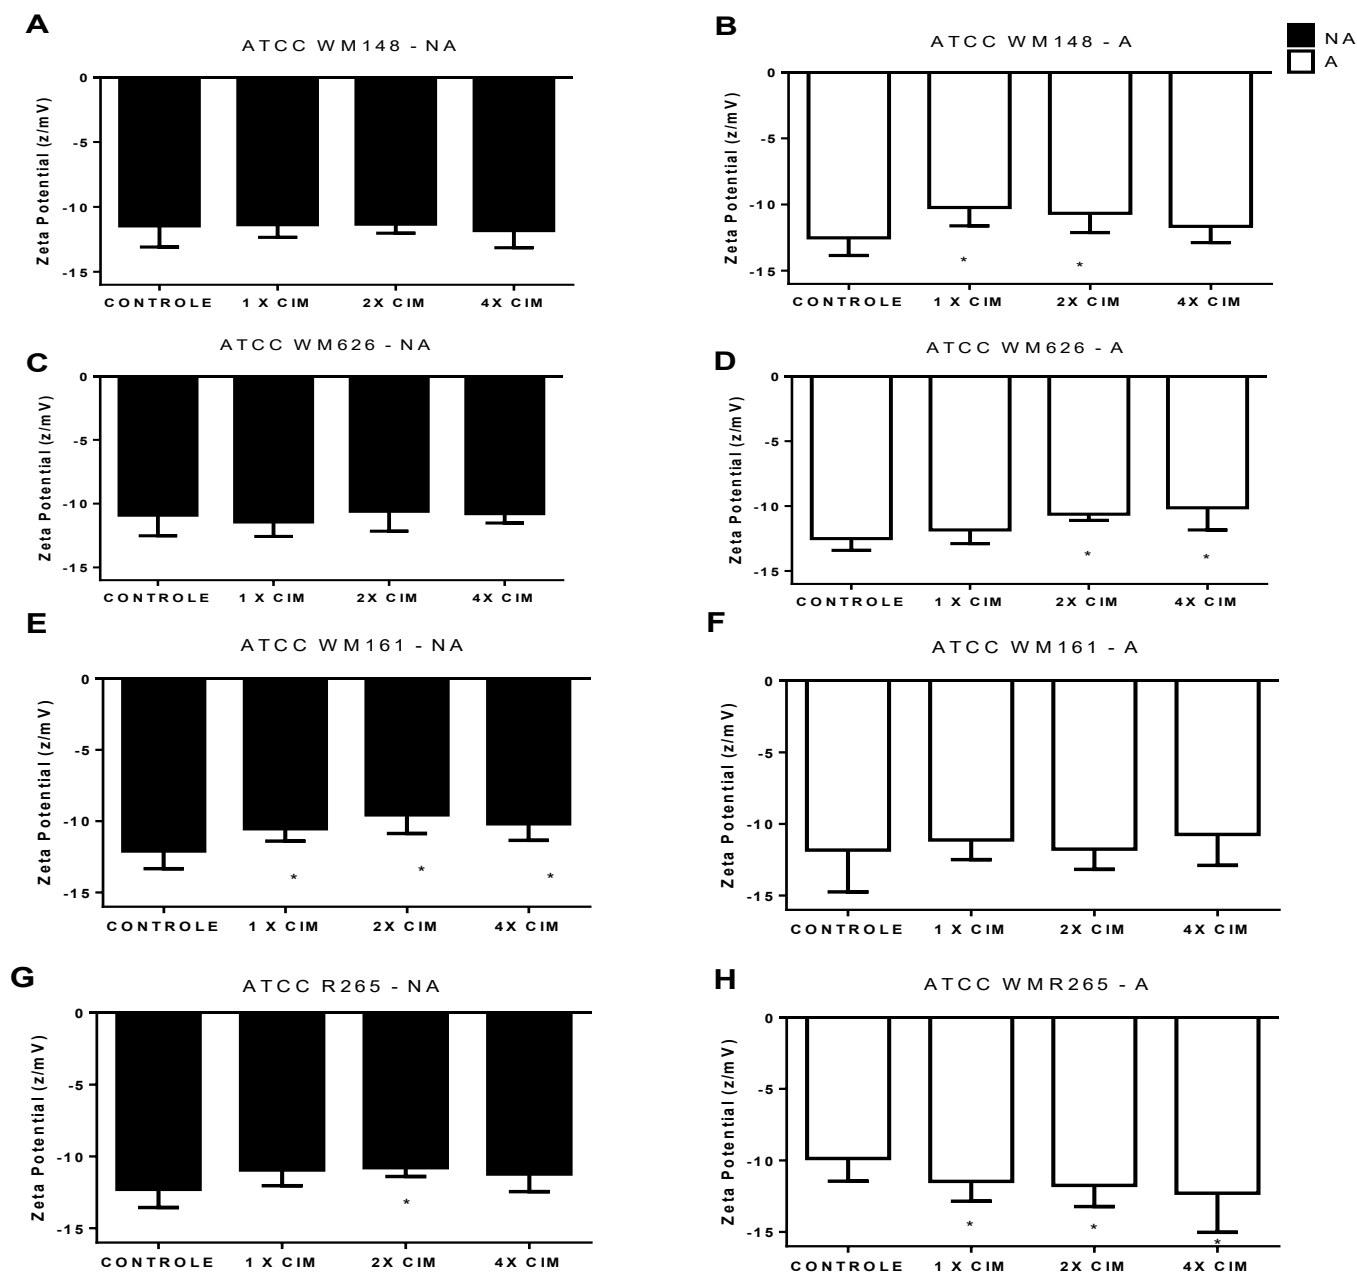 A
ATCC WM148 - NA
Zeta Potential (z/mV)
0
-5
-10
-15
CONTROLE 1 X CIM 2X CIM 4X CIM
B
ATCC WM148 - A
Zeta Potential (z/mV)
0
-5
-10
-15
* *
CONTROLE 1 X CIM 2X CIM 4X CIM
NA
A
C
ATCC WM626 - NA
Zeta Potential (z/mV)
0
-5
-10
-15
CONTROLE 1 X CIM 2X CIM 4X CIM
D
ATCC WM626 - A
Zeta Potential (z/mV)
0
-5
-10
-15
* *
CONTROLE 1 X CIM 2X CIM 4X CIM
E
ATCC WM161 - NA
Zeta Potential (z/mV)
0
-5
-10
-15
* * *
CONTROLE 1 X CIM 2X CIM 4X CIM
F
ATCC WM161 - A
Zeta Potential (z/mV)
0
-5
-10
-15
CONTROLE 1 X CIM 2X CIM 4X CIM
G
ATCC R265 - NA
Zeta Potential (z/mV)
0
-5
-10
-15
*
CONTROLE 1 X CIM 2X CIM 4X CIM
H
ATCC WMR265 - A
Zeta Potential (z/mV)
0
-5
-10
-15
* * *
CONTROLE 1 X CIM 2X CIM 4X CIM